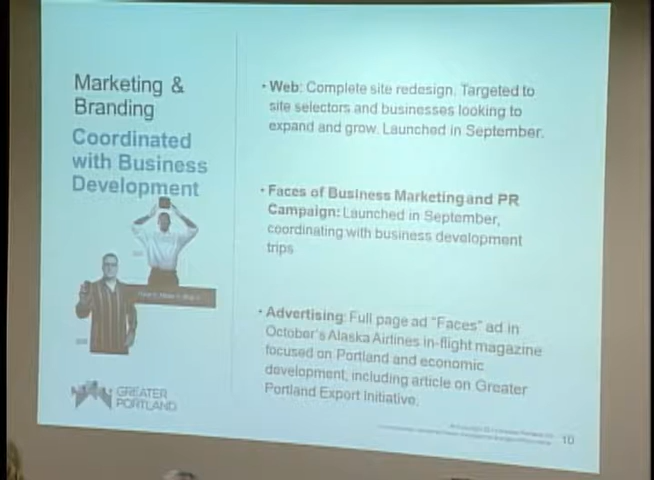 Marketing &
Branding
Coordinated
with Business
Development
GREATER
PORTLAND
• Web: Complete site redesign. Targeted to
site selectors and businesses looking to
expand and grow. Launched in September.
• Faces of Business Marketing and PR
Campaign: Launched in September,
coordinating with business development
trips
• Advertising: Full page ad "Faces" ad in
October's Alaska Airlines in-flight magazine
focused on Portland and economic
development, including article on Greater
Portland Export Initiative.
10